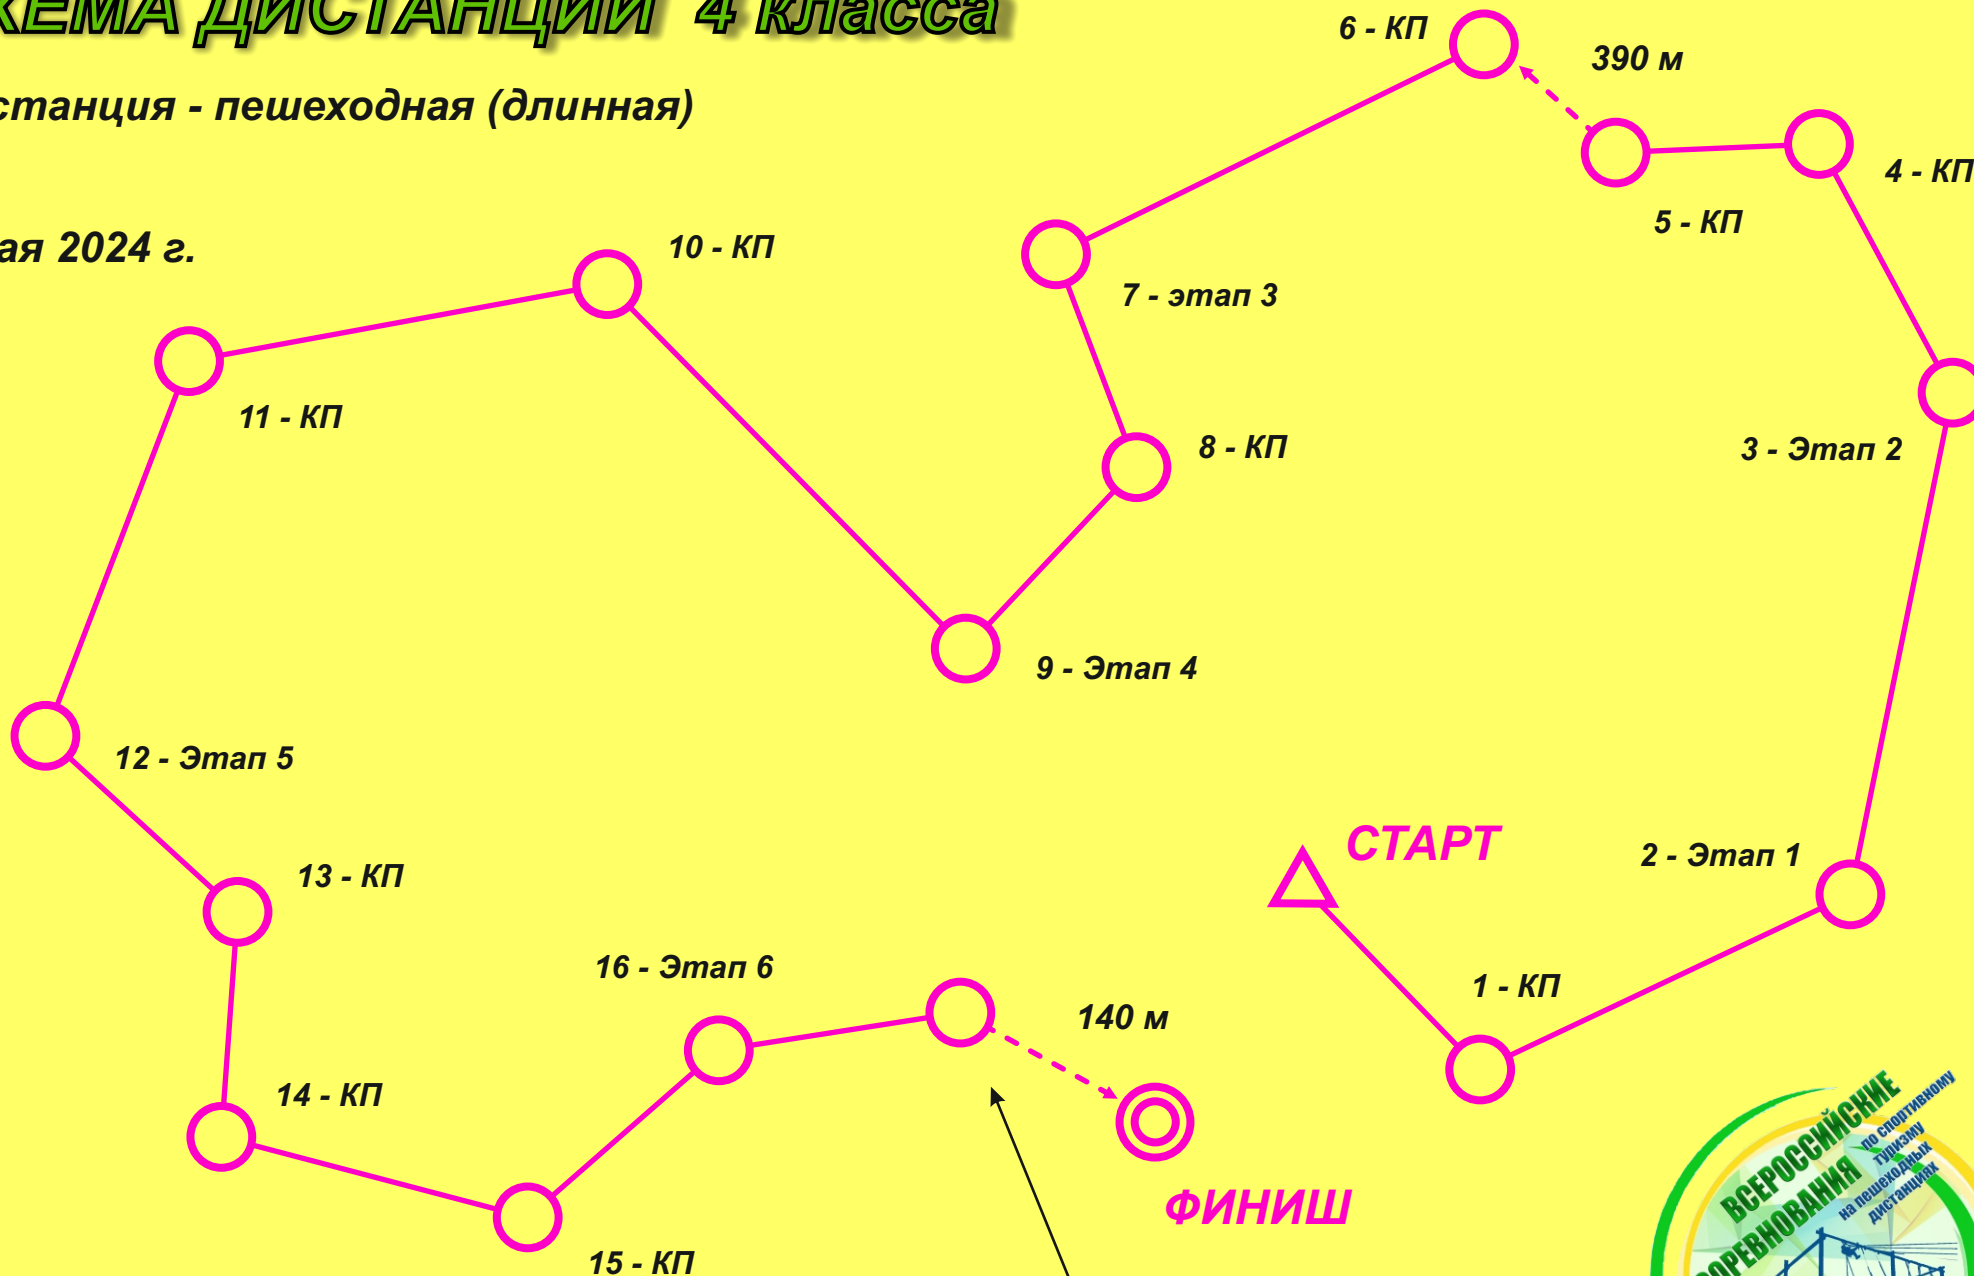 ХЕМА ДИСТАНЦИИ 4 класса
станция - пешеходная (длинная)
ая 2024 г.
6 - КП
390 м
4 - КП
5 - КП
10 - КП
7 - этап 3
11 - КП
8 - КП
3 - Этап 2
9 - Этап 4
12 - Этап 5
СТАРТ
2 - Этап 1
13 - КП
16 - Этап 6
1 - КП
140 м
14 - КП
ФИНИШ
15 - КП
ВСЕРОССИЙСКИЕ
СОРЕВНОВАНИЯ
по спортивному
туризму
на пешеходных
дистанциях